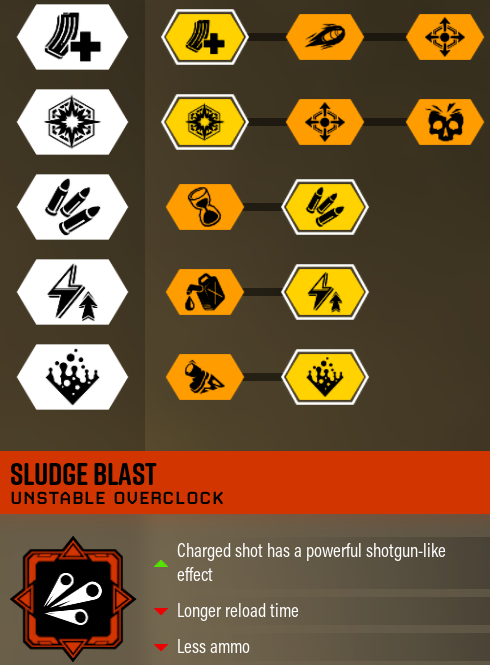 SLUDGE BLAST
UNSTABLE OVERCLOCK
Charged shot has a powerful shotgun-like
effect
Longer reload time
Less ammo